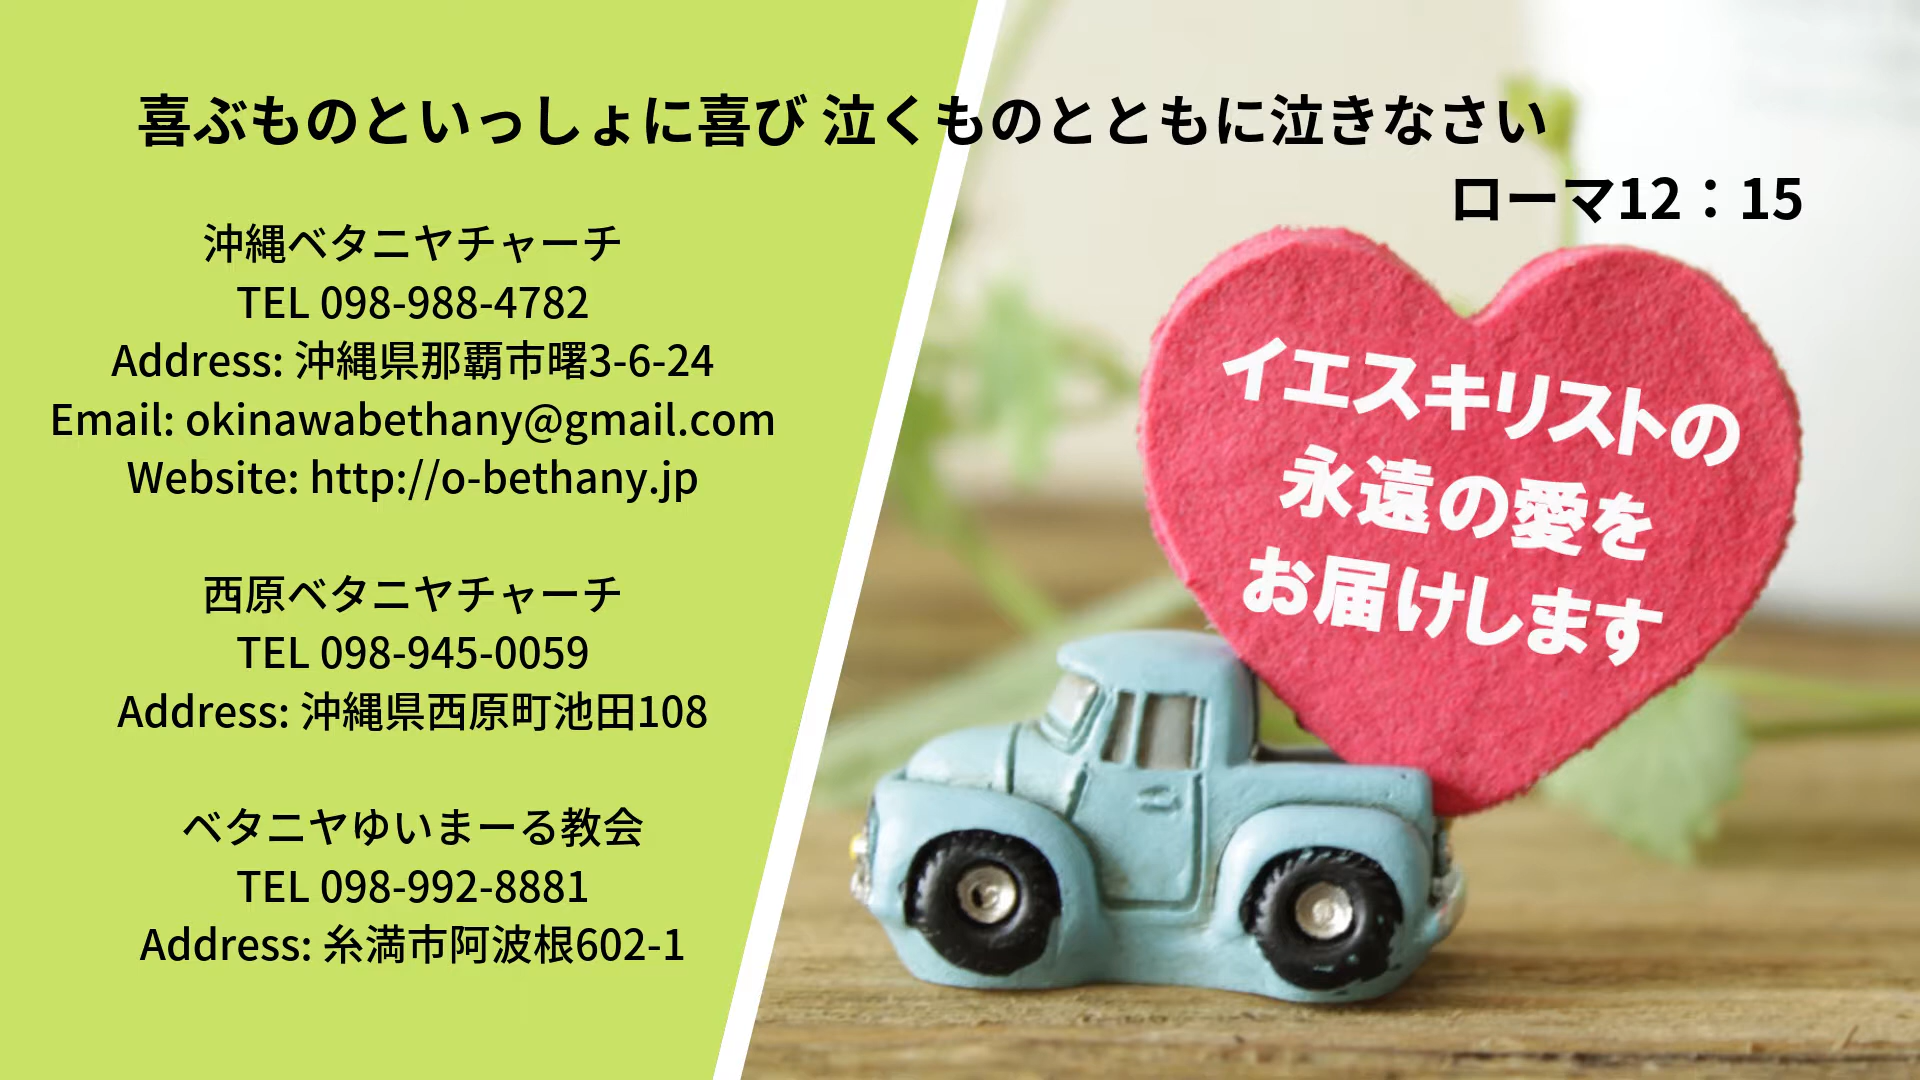 喜ぶものといっしょに喜び 泣くものとともに泣きなさい
ローマ12：15
沖縄ベタニヤチャーチ
TEL 098-988-4782
Address: 沖縄県那覇市曙3-6-24
Email: okinawabethany@gmail.com
Website: http://o-bethany.jp
西原ベタニヤチャーチ
TEL 098-945-0059
Address: 沖縄県西原町池田108
ベタニヤゆいまーる教会
TEL 098-992-8881
Address: 糸満市阿波根602-1
イエスキリストの
永遠の愛を
お届けします